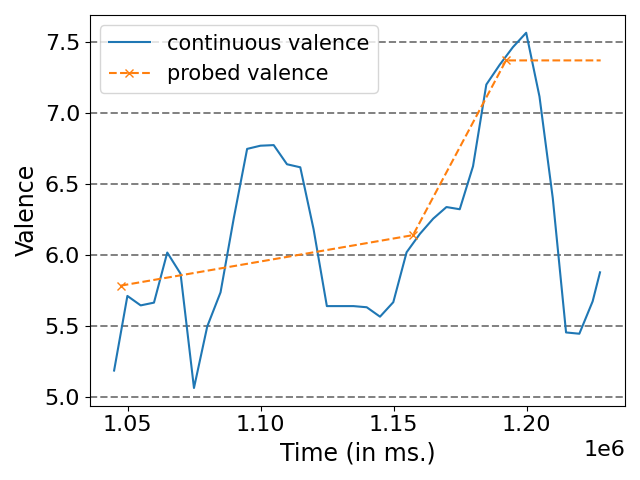 continuous valence
probed valence
7.5
7.0
6.5
6.0
5.5
5.0
Valence
1.05 1.10 1.15 1.20
1e6
Time (in ms.)